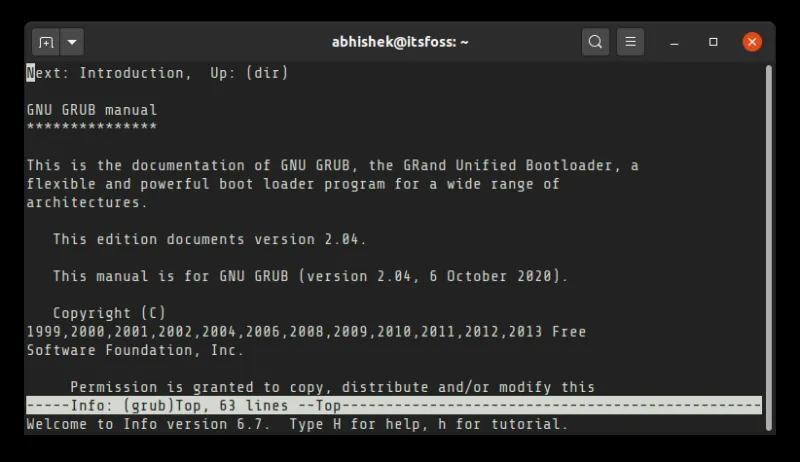 abhishek@itsfoss: ~
Next: Introduction,  Up: (dir)
GNU GRUB manual
***************
This is the documentation of GNU GRUB, the GRand Unified Bootloader, a
flexible and powerful boot loader program for a wide range of
architectures.
This edition documents version 2.04.
This manual is for GNU GRUB (version 2.04, 6 October 2020).
Copyright (C)
1999,2000,2001,2002,2004,2006,2008,2009,2010,2011,2012,2013 Free
Software Foundation, Inc.
Permission is granted to copy, distribute and/or modify this
-----Info: (grub)Top, 63 lines --Top------------------------------------------------
Welcome to Info version 6.7.  Type H for help, h for tutorial.